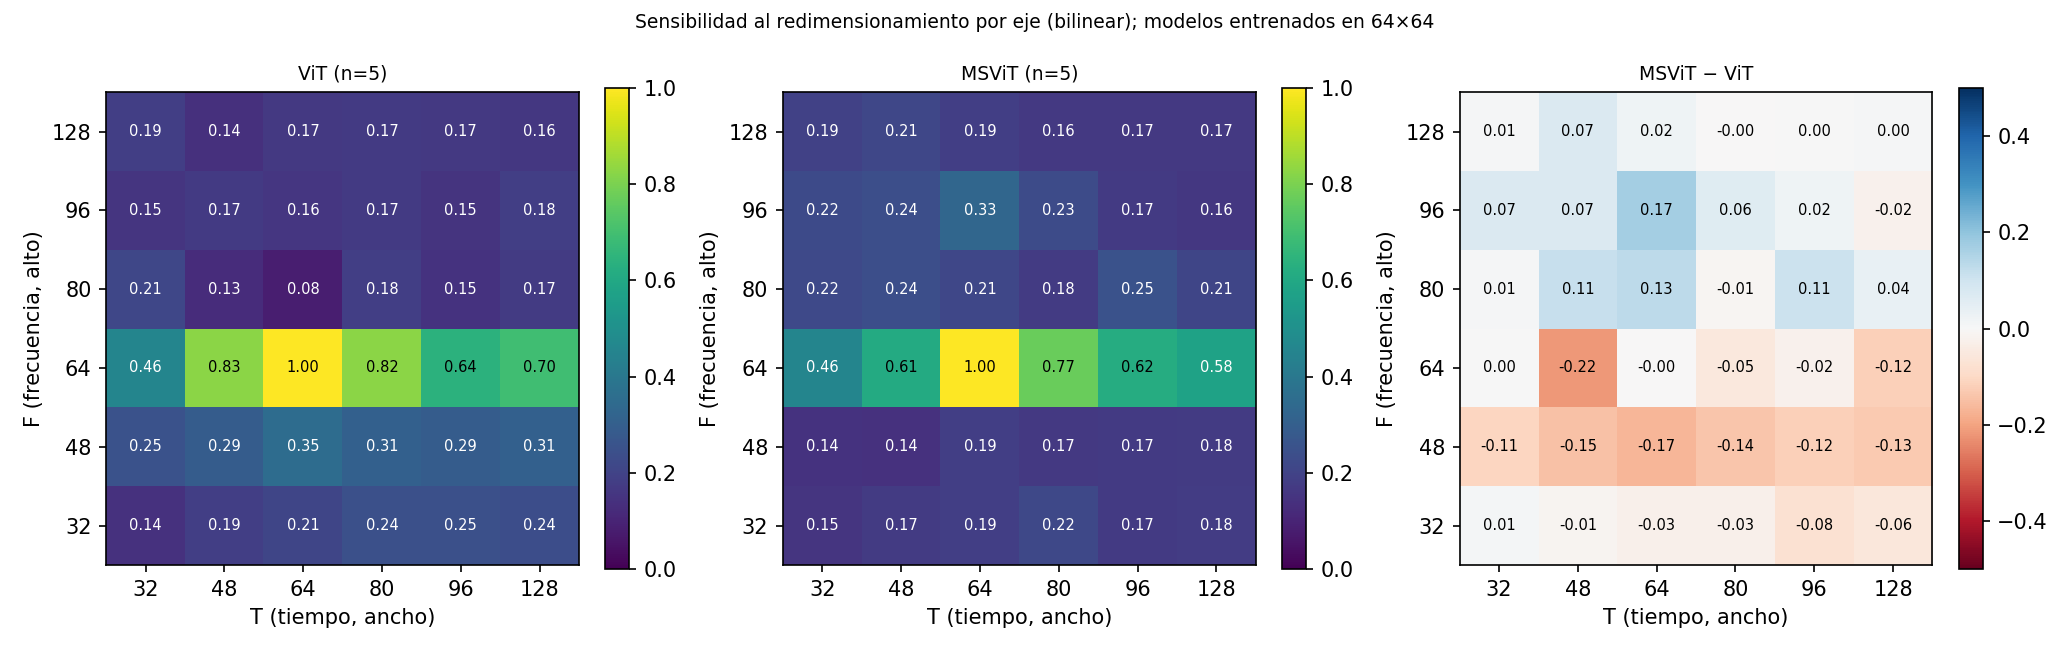 Sensibilidad al redimensionamiento por eje (bilinear); modelos entrenados en 64×64
ViT (n=5)
F (frecuencia, alto)
128 0.19 0.14 0.17 0.17 0.17 0.16
96 0.15 0.17 0.16 0.17 0.15 0.18
80 0.21 0.13 0.08 0.18 0.15 0.17
64 0.46 0.83 1.00 0.82 0.64 0.70
48 0.25 0.29 0.35 0.31 0.29 0.31
32 0.14 0.19 0.21 0.24 0.25 0.24
32 48 64 80 96 128
T (tiempo, ancho)
1.0
0.8
0.6
0.4
0.2
0.0
MSViT (n=5)
F (frecuencia, alto)
128 0.19 0.21 0.19 0.16 0.17 0.17
96 0.22 0.24 0.33 0.23 0.17 0.16
80 0.22 0.24 0.21 0.18 0.25 0.21
64 0.46 0.61 1.00 0.77 0.62 0.58
48 0.14 0.14 0.19 0.17 0.17 0.18
32 0.15 0.17 0.19 0.22 0.17 0.18
32 48 64 80 96 128
T (tiempo, ancho)
1.0
0.8
0.6
0.4
0.2
0.0
MSViT − ViT
F (frecuencia, alto)
128 0.01 0.07 0.02 -0.00 0.00 0.00
96 0.07 0.07 0.17 0.06 0.02 -0.02
80 0.01 0.11 0.13 -0.01 0.11 0.04
64 0.00 -0.22 -0.00 -0.05 -0.02 -0.12
48 -0.11 -0.15 -0.17 -0.14 -0.12 -0.13
32 0.01 -0.01 -0.03 -0.03 -0.08 -0.06
32 48 64 80 96 128
T (tiempo, ancho)
0.4
0.2
0.0
−0.2
−0.4